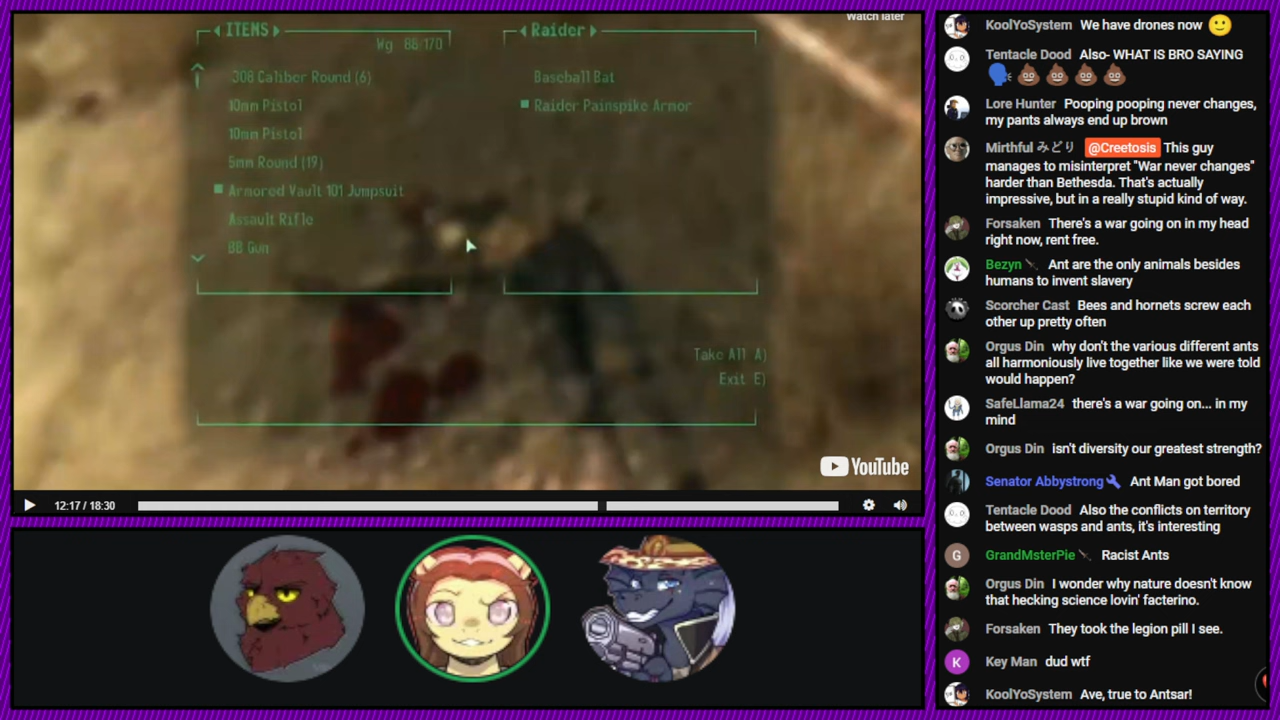 Watch later
ITEMS
Wg 86/170
.308 Caliber Round (6)
10mm Pistol
10mm Pistol
5mm Round (19)
Armored Vault 101 Jumpsuit
Assault Rifle
BB Gun
Raider
Baseball Bat
Raider Painspike Armor
Take All A)
Exit E)
YouTube
12:17 / 18:30
KoolYoSystem We have drones now
Tentacle Dood Also- WHAT IS BRO SAYING
Lore Hunter Pooping pooping never changes,
my pants always end up brown
Mirthful みどり @Creetosis This guy
manages to misinterpret "War never changes"
harder than Bethesda. That's actually
impressive, but in a really stupid kind of way.
Forsaken There's a war going on in my head
right now, rent free.
Bezyn Ant are the only animals besides
humans to invent slavery
Scorcher Cast Bees and hornets screw each
other up pretty often
Orgus Din why don't the various different ants
all harmoniously live together like we were told
would happen?
SafeLlama24 there's a war going on... in my
mind
Orgus Din isn't diversity our greatest strength?
Senator Abbystrong Ant Man got bored
Tentacle Dood Also the conflicts on territory
between wasps and ants, it's interesting
G
GrandMsterPie Racist Ants
Orgus Din I wonder why nature doesn't know
that hecking science lovin' facterino.
Forsaken They took the legion pill I see.
K
Key Man dud wtf
KoolYoSystem Ave, true to Antsar!